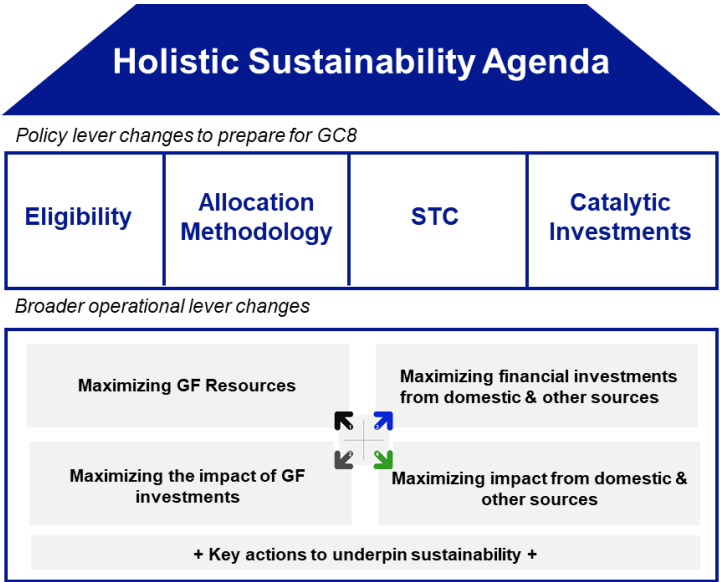 Holistic Sustainability Agenda
Policy lever changes to prepare for GC8
Eligibility
Allocation
Methodology
STC
Catalytic
Investments
Broader operational lever changes
Maximizing GF Resources
Maximizing financial investments
from domestic & other sources
Maximizing the impact of GF
investments
Maximizing impact from domestic &
other sources
+ Key actions to underpin sustainability +